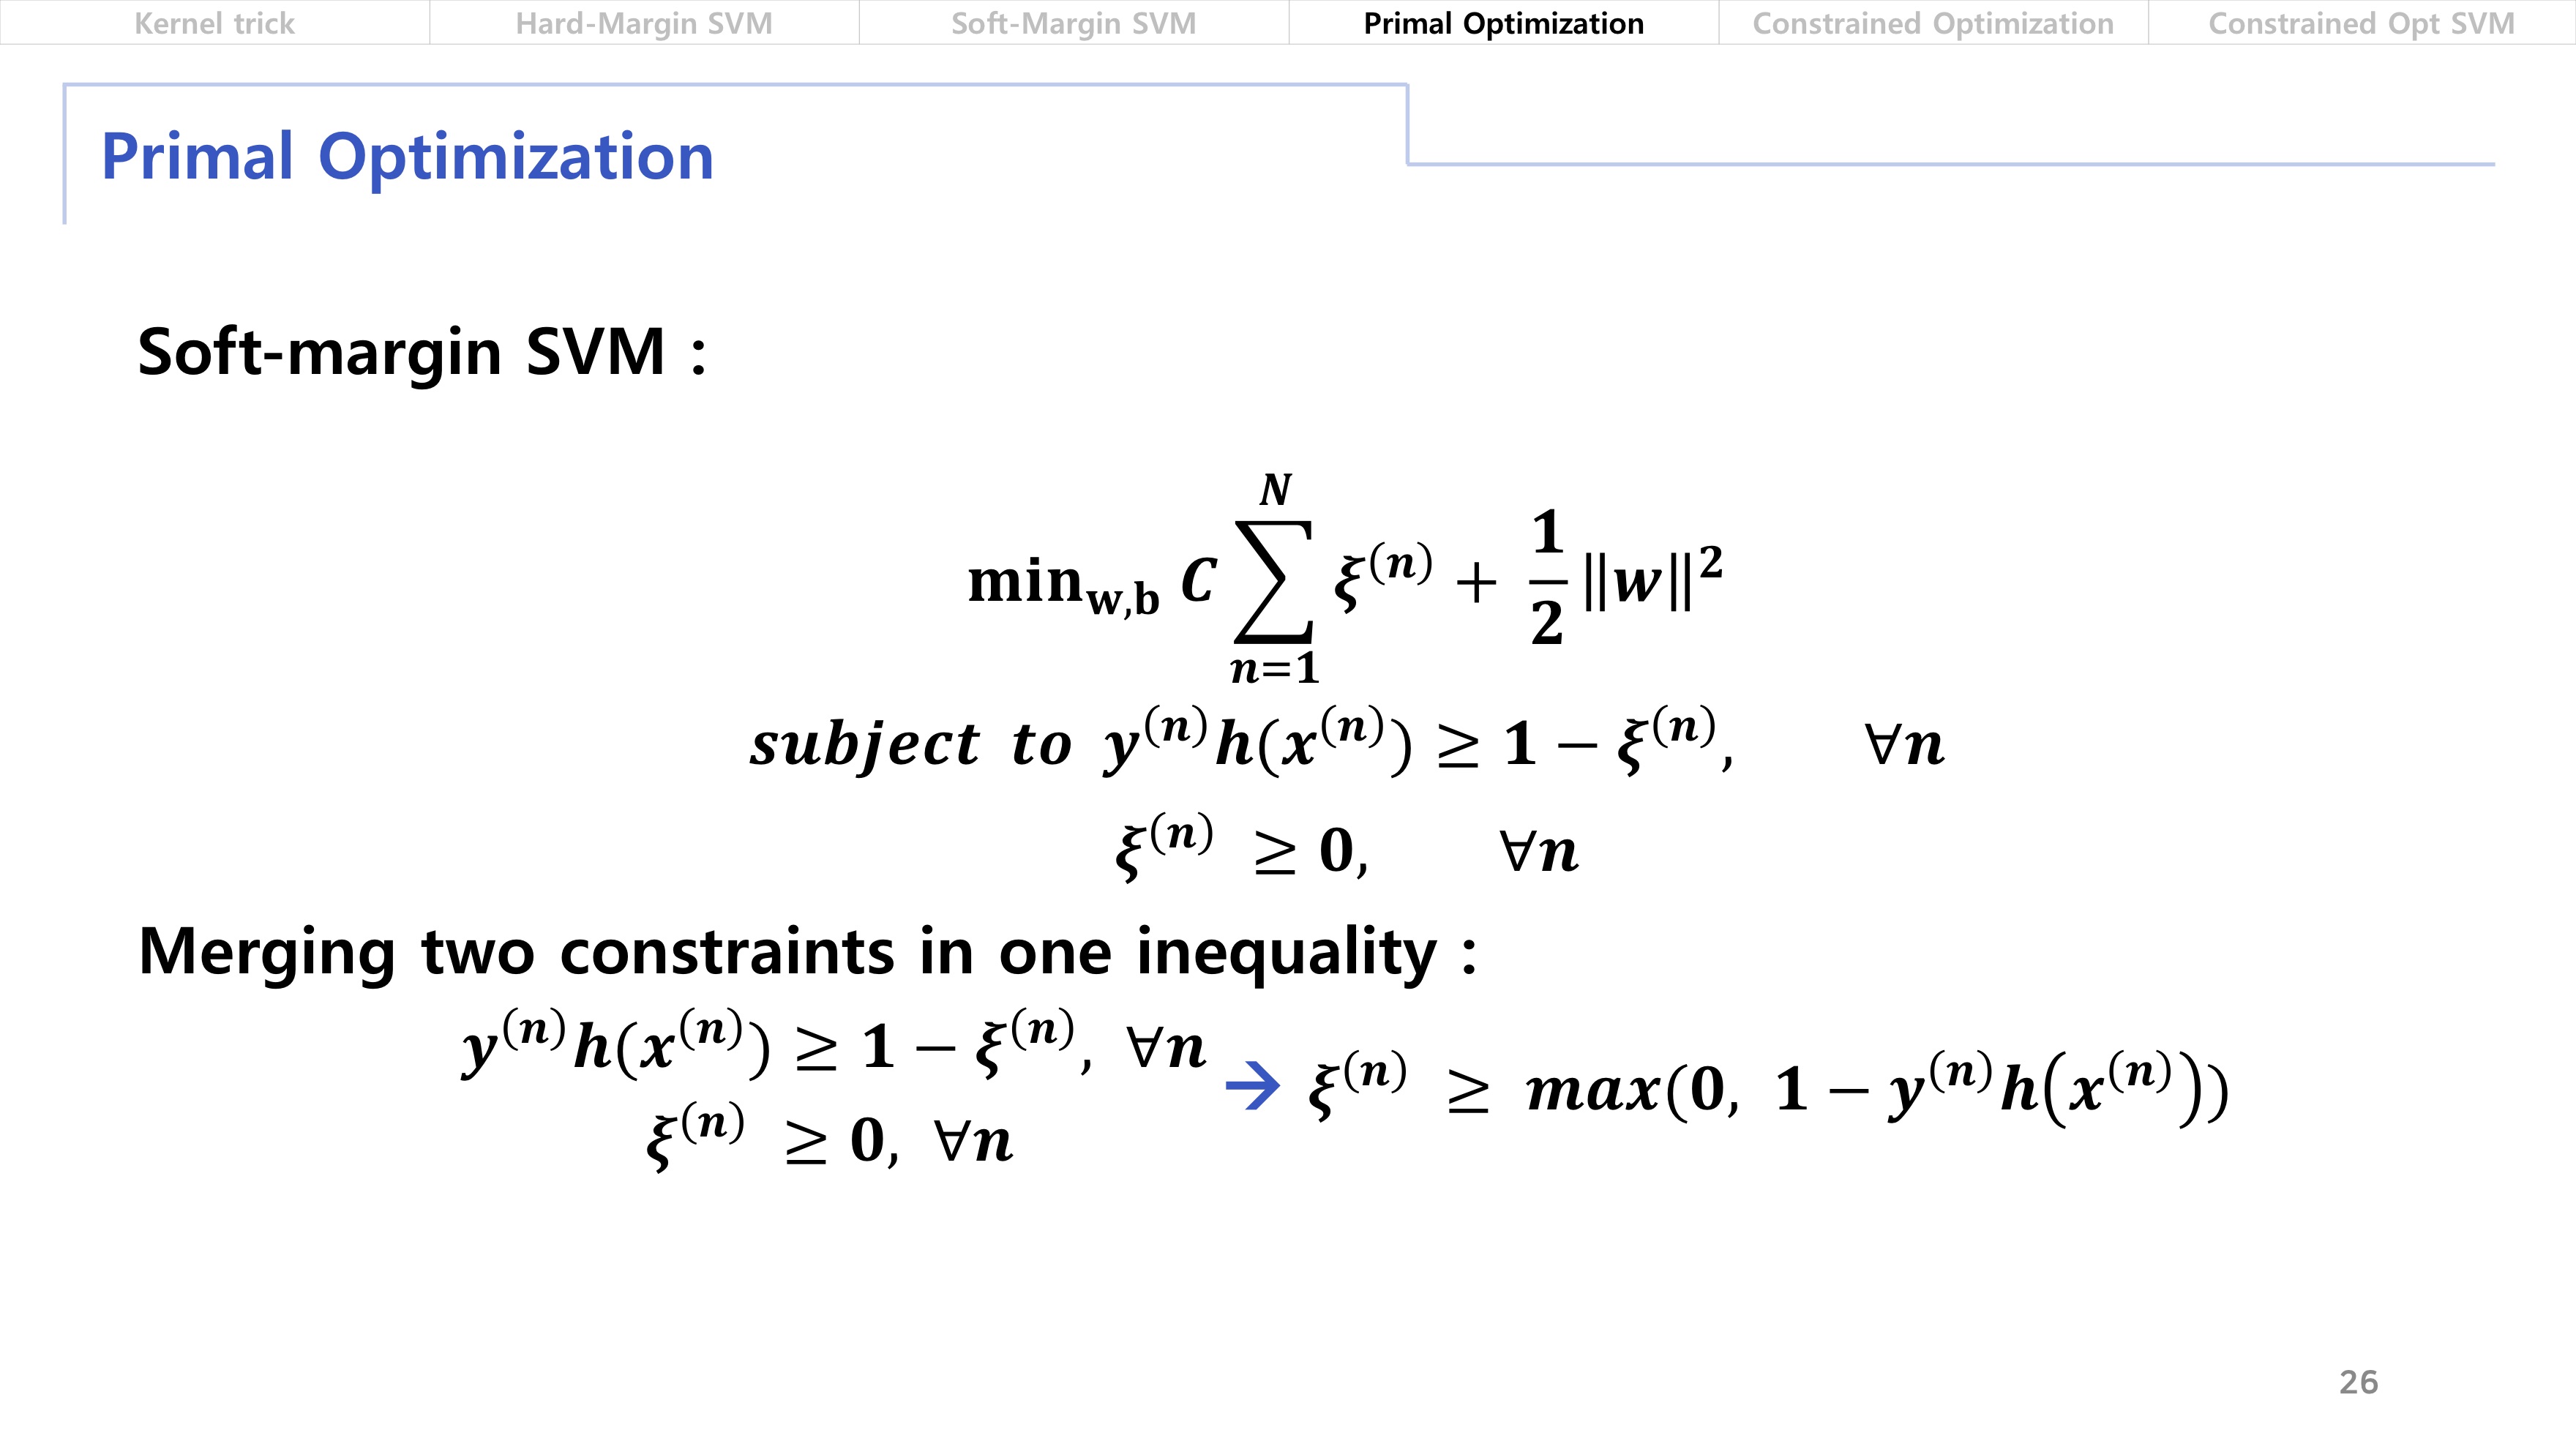 Kernel trick
Hard-Margin SVM
Soft-Margin SVM
Primal Optimization
Constrained Optimization
Constrained Opt SVM
Primal Optimization
Soft-margin SVM :
$\min_{w,b} C \sum_{n=1}^{N} \xi^{(n)} + \frac{1}{2} \|w\|^2$
$subject\ to\ y^{(n)} h(x^{(n)}) \geq 1 - \xi^{(n)}, \quad \forall n$
$\xi^{(n)} \geq 0, \quad \forall n$
Merging two constraints in one inequality :
$y^{(n)} h(x^{(n)}) \geq 1 - \xi^{(n)}, \ \forall n$
$\xi^{(n)} \geq 0, \ \forall n$
→ $\xi^{(n)} \geq max(0, \ 1 - y^{(n)} h(x^{(n)}))$
26